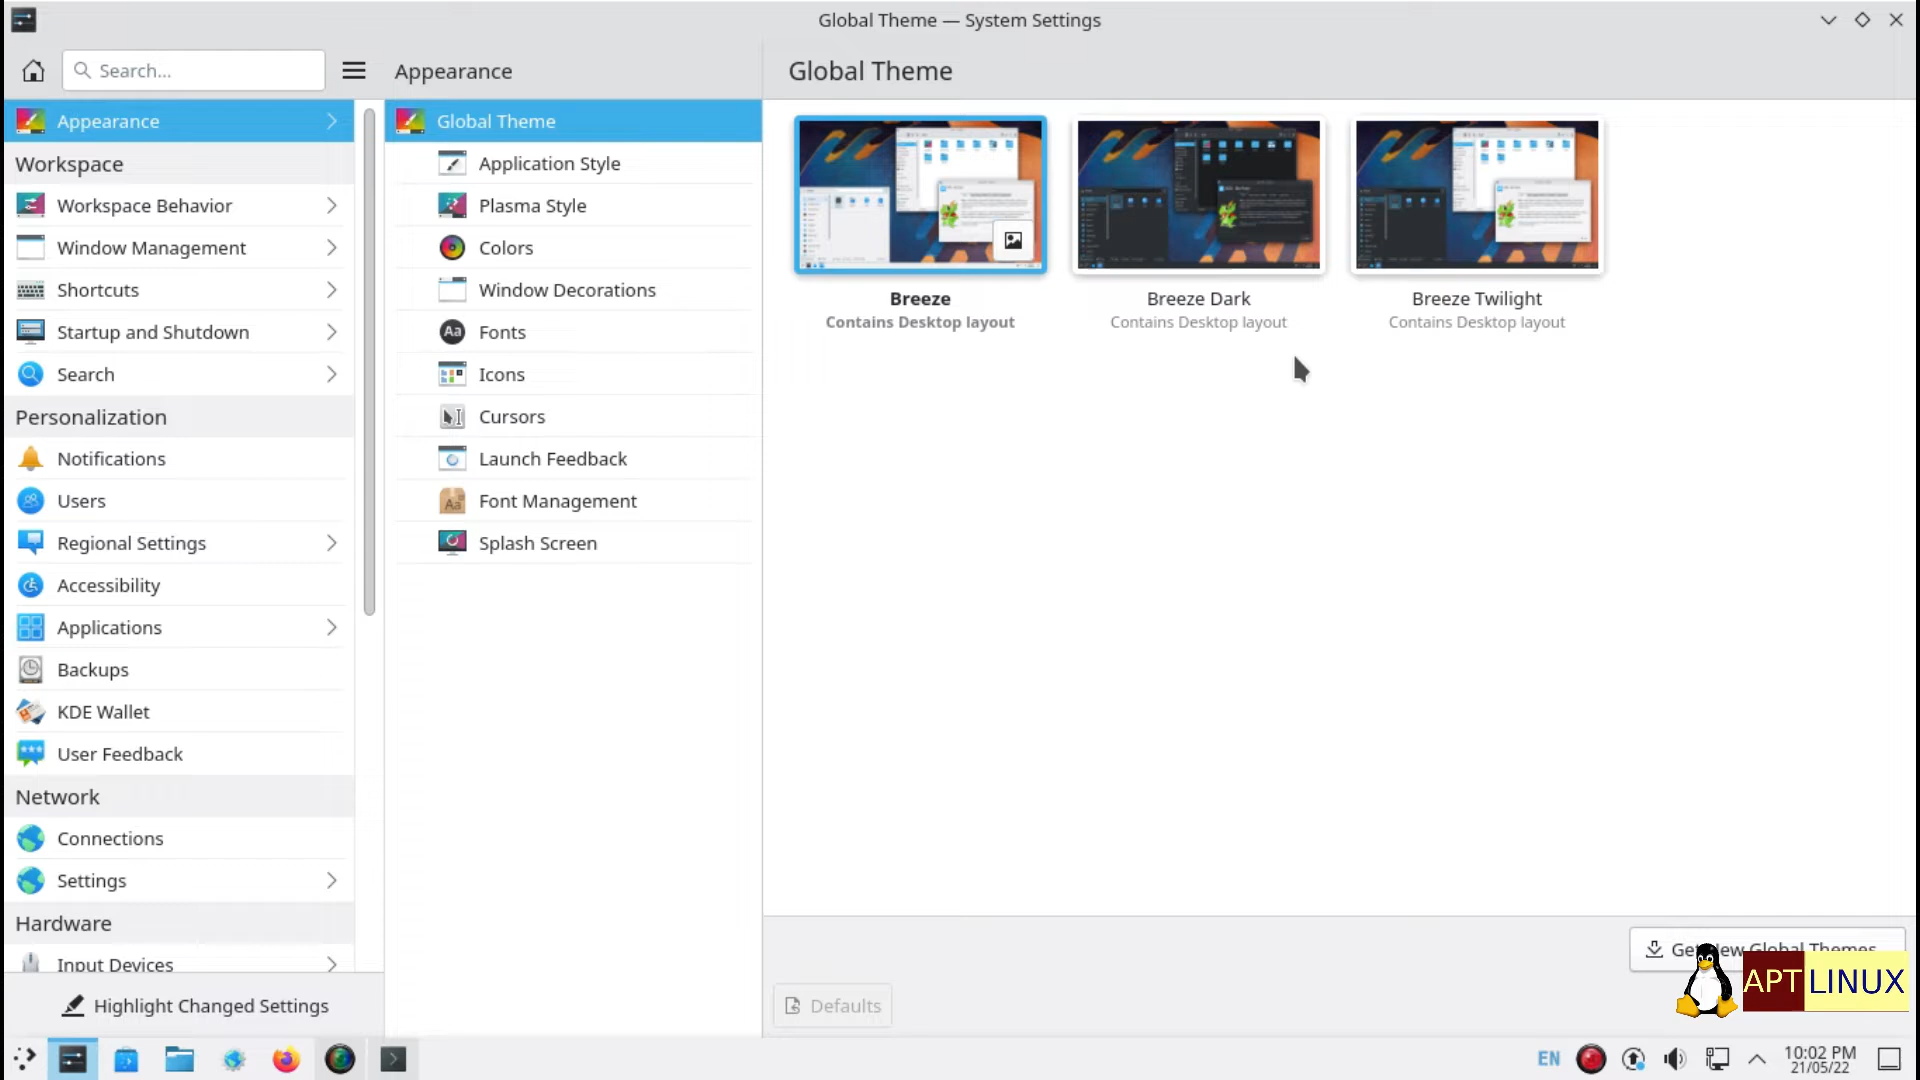 Global Theme — System Settings
Search...
Appearance
Global Theme
Appearance
Workspace
Workspace Behavior
Window Management
Shortcuts
Startup and Shutdown
Search
Personalization
Notifications
Users
Regional Settings
Accessibility
Applications
Backups
KDE Wallet
User Feedback
Network
Connections
Settings
Hardware
Input Devices
Highlight Changed Settings
Global Theme
Application Style
Plasma Style
Colors
Window Decorations
Aa Fonts
Icons
Cursors
Launch Feedback
Aa Font Management
Splash Screen
Breeze
Contains Desktop layout
Breeze Dark
Contains Desktop layout
Breeze Twilight
Contains Desktop layout
Get New Global Themes...
APT LINUX
Defaults
EN
10:02 PM
21/05/22